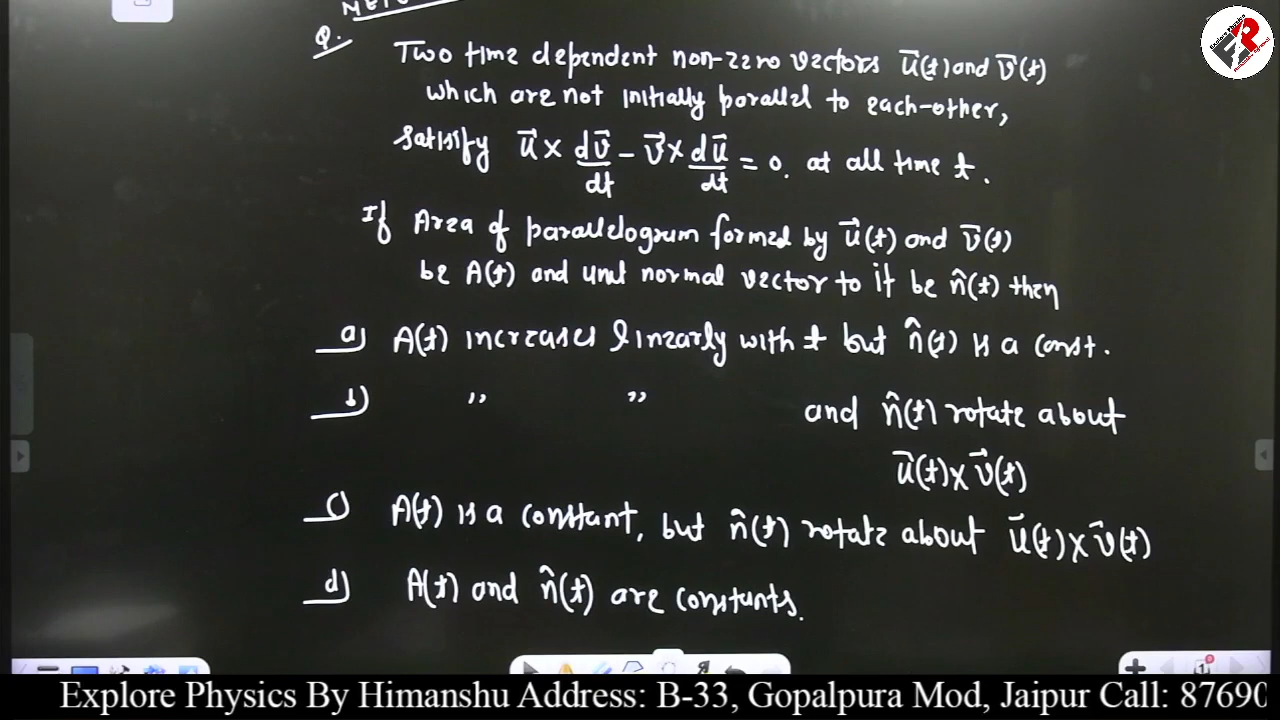 Q. Two time dependent non-zero vectors u⃗(t) and v⃗(t)
which are not initially parallel to each-other,
satisfy u⃗ × dv⃗/dt - v⃗ × du⃗/dt = 0. at all time t.
If Area of parallelogram formed by u⃗(t) and v⃗(t)
be A(t) and unit normal vector to it be n̂(t) then
a) A(t) increases linearly with t but n̂(t) is a const.
b) " " and n̂(t) rotate about
u⃗(t) × v⃗(t)
c) A(t) is a constant, but n̂(t) rotate about u⃗(t) × v⃗(t)
d) A(t) and n̂(t) are constants.
Explore Physics By Himanshu Address: B-33, Gopalpura Mod, Jaipur Call: 87690